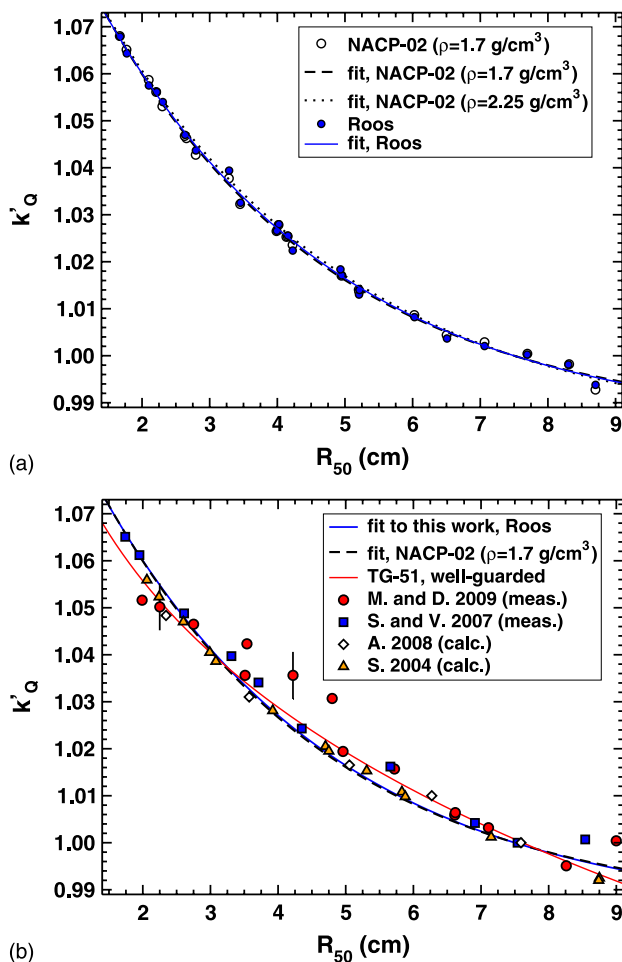 1.07
1.06
1.05
1.04
1.03
1.02
1.01
1.00
0.99
k'Q
NACP-02 (ρ=1.7 g/cm³)
fit, NACP-02 (ρ=1.7 g/cm³)
fit, NACP-02 (ρ=2.25 g/cm³)
Roos
fit, Roos
2 3 4 5 6 7 8 9
R50 (cm)
(a)
1.07
1.06
1.05
1.04
1.03
1.02
1.01
1.00
0.99
k'Q
fit to this work, Roos
fit, NACP-02 (ρ=1.7 g/cm³)
TG-51, well-guarded
M. and D. 2009 (meas.)
S. and V. 2007 (meas.)
A. 2008 (calc.)
S. 2004 (calc.)
2 3 4 5 6 7 8 9
R50 (cm)
(b)